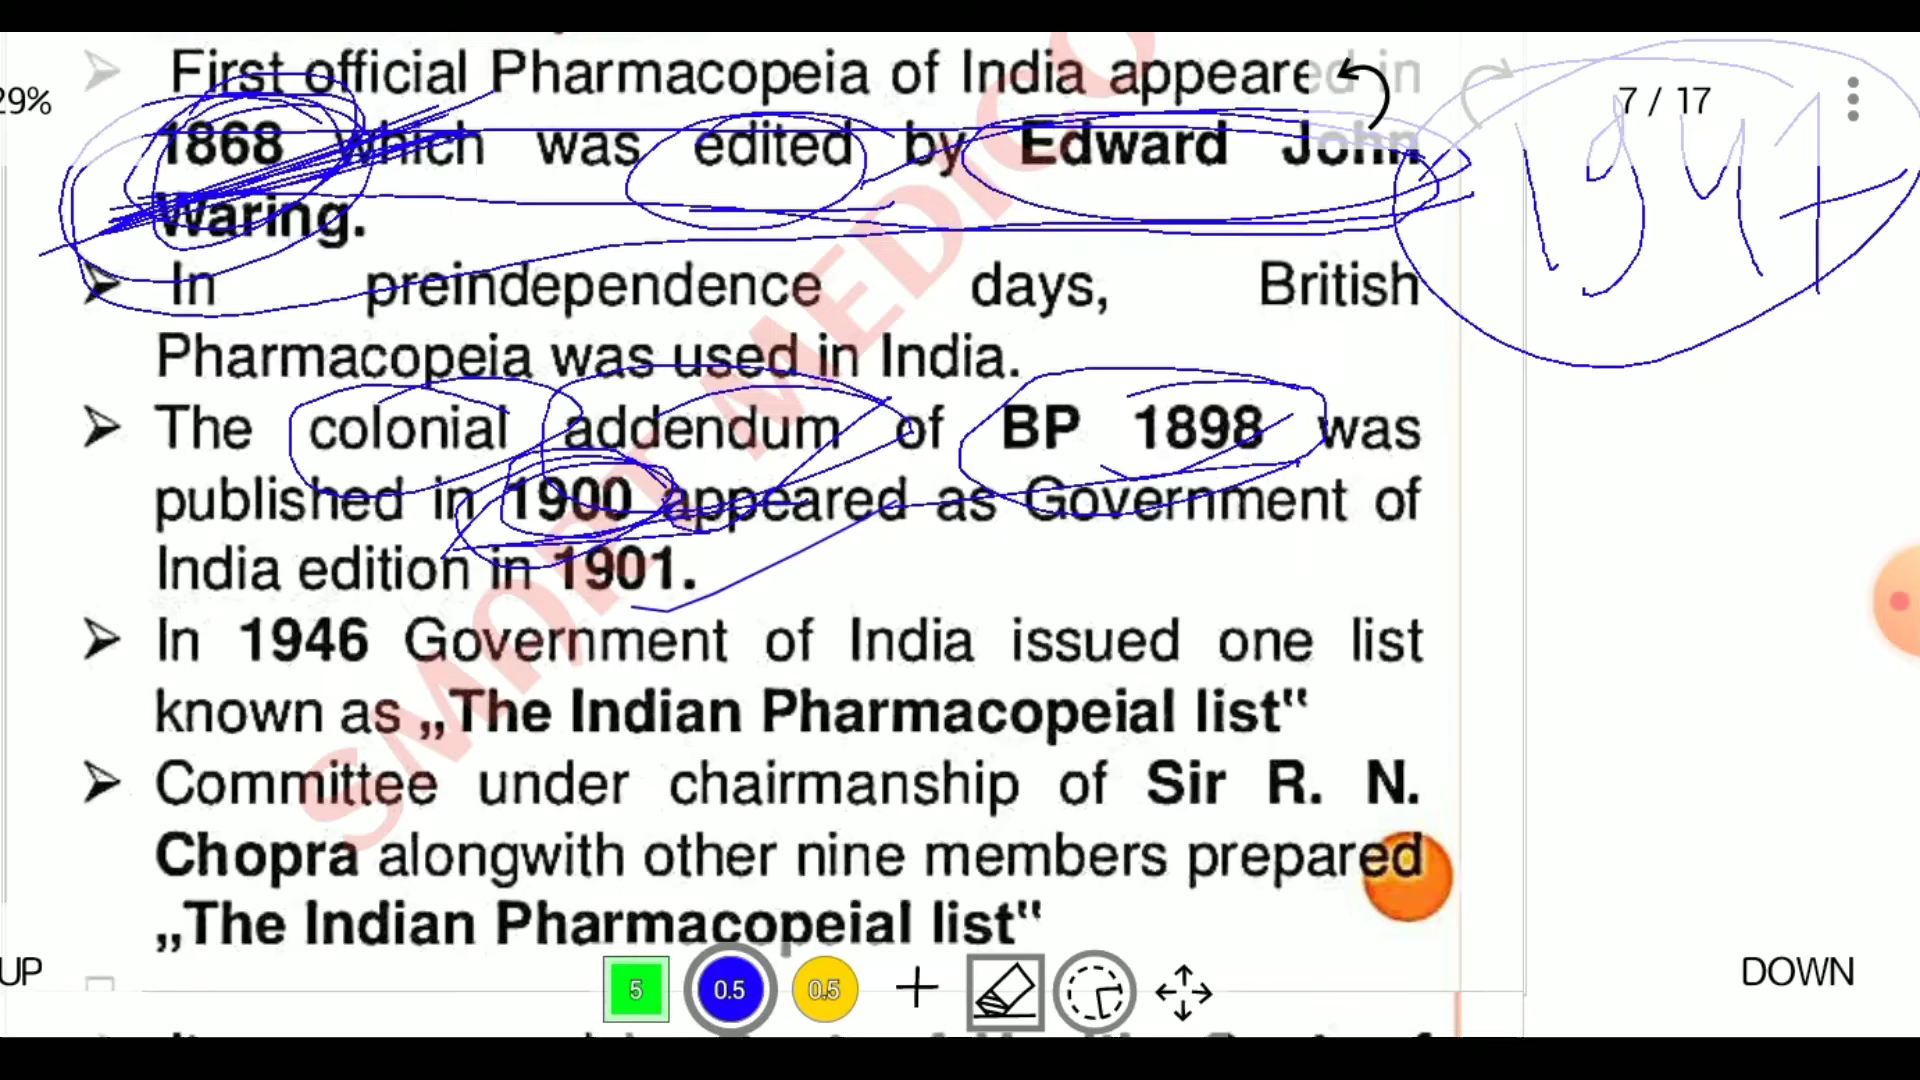 First official Pharmacopeia of India appeared in
29%
7 / 17
1868 which was edited by Edward John
1947
Waring.
In preindependence days, British
Pharmacopeia was used in India.
The colonial addendum of BP 1898 was
published in 1900 appeared as Government of
India edition in 1901.
In 1946 Government of India issued one list
known as „The Indian Pharmacopeial list‟
Committee under chairmanship of Sir R. N.
Chopra alongwith other nine members prepared
„The Indian Pharmacopeial list‟
SMART MEDICO
UP
DOWN
5
0.5
0.5